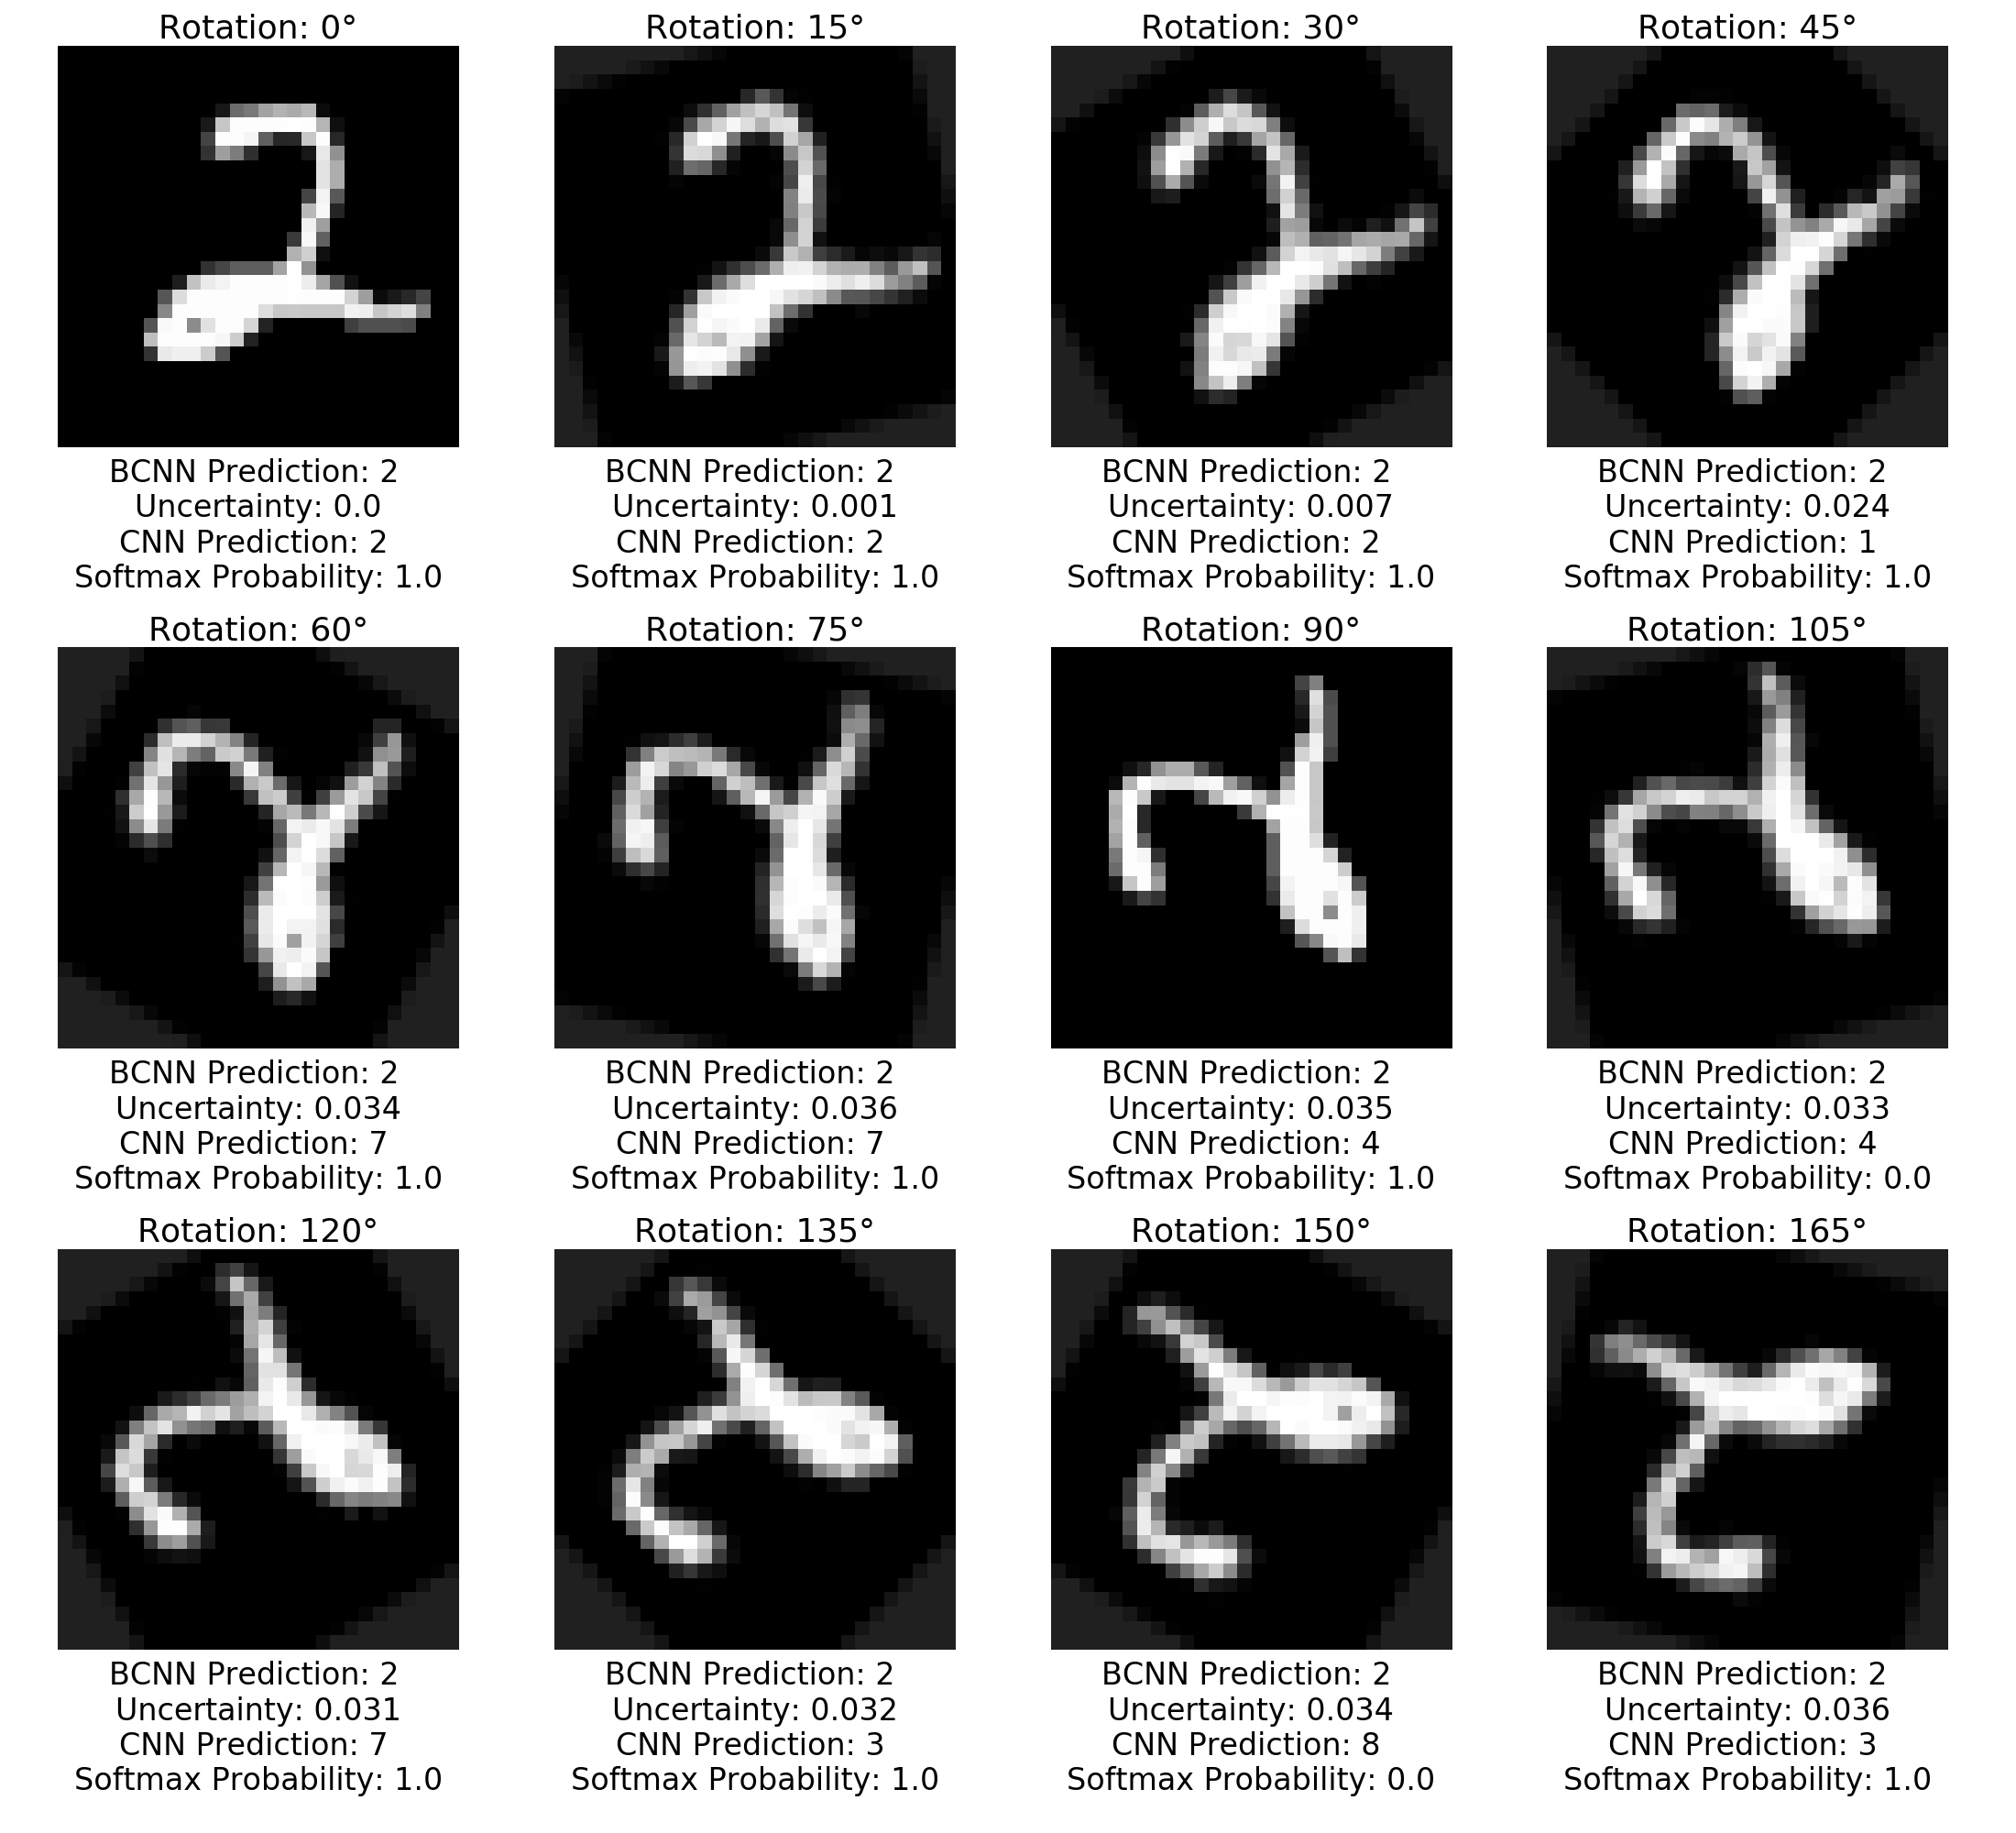 Rotation: 0°
BCNN Prediction: 2
Uncertainty: 0.0
CNN Prediction: 2
Softmax Probability: 1.0
Rotation: 15°
BCNN Prediction: 2
Uncertainty: 0.001
CNN Prediction: 2
Softmax Probability: 1.0
Rotation: 30°
BCNN Prediction: 2
Uncertainty: 0.007
CNN Prediction: 2
Softmax Probability: 1.0
Rotation: 45°
BCNN Prediction: 2
Uncertainty: 0.024
CNN Prediction: 1
Softmax Probability: 1.0
Rotation: 60°
BCNN Prediction: 2
Uncertainty: 0.034
CNN Prediction: 7
Softmax Probability: 1.0
Rotation: 75°
BCNN Prediction: 2
Uncertainty: 0.036
CNN Prediction: 7
Softmax Probability: 1.0
Rotation: 90°
BCNN Prediction: 2
Uncertainty: 0.035
CNN Prediction: 4
Softmax Probability: 1.0
Rotation: 105°
BCNN Prediction: 2
Uncertainty: 0.033
CNN Prediction: 4
Softmax Probability: 0.0
Rotation: 120°
BCNN Prediction: 2
Uncertainty: 0.031
CNN Prediction: 7
Softmax Probability: 1.0
Rotation: 135°
BCNN Prediction: 2
Uncertainty: 0.032
CNN Prediction: 3
Softmax Probability: 1.0
Rotation: 150°
BCNN Prediction: 2
Uncertainty: 0.034
CNN Prediction: 8
Softmax Probability: 0.0
Rotation: 165°
BCNN Prediction: 2
Uncertainty: 0.036
CNN Prediction: 3
Softmax Probability: 1.0